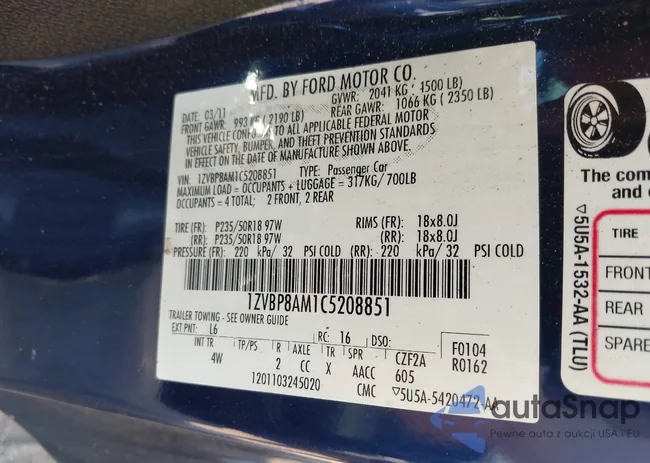 MFD. BY FORD MOTOR CO.
03/11 GVWR: 2041 KG (4500 LB)
FRONT GAWR: 993 KG (2190 LB) REAR GAWR: 1066 KG (2350 LB)
THIS VEHICLE CONFORMS TO ALL APPLICABLE FEDERAL MOTOR
VEHICLE SAFETY, BUMPER, AND THEFT PREVENTION STANDARDS
IN EFFECT ON THE DATE OF MANUFACTURE SHOWN ABOVE.
VIN: 1ZVBP8AM1C5208851 TYPE: Passenger Car
MAXIMUM LOAD = OCCUPANTS + LUGGAGE = 317KG/700LB
OCCUPANTS = 4 TOTAL; 2 FRONT, 2 REAR
TIRE (FR): P235/50R18 97W RIMS (FR): 18x8.0J
(RR): P235/50R18 97W (RR): 18x8.0J
PRESSURE (FR): 220 kPa/ 32 PSI COLD (RR): 220 kPa/ 32 PSI COLD
1ZVBP8AM1C5208851
TRAILER TOWING - SEE OWNER GUIDE
EXT PNT: L6 RC: 16 DSO: F0104
INT TR TP/PS R AXLE TR SPR CZF2A R0162
4W 2 CC X AACC 605
1201103245020 CMC ▽5U5A-5420472-AA
▽5U5A-1532-AA (TLU)
The com
and c
TIRE
FRONT
REAR
SPARE
autoSnap
Pewne auta z aukcji USA i EU